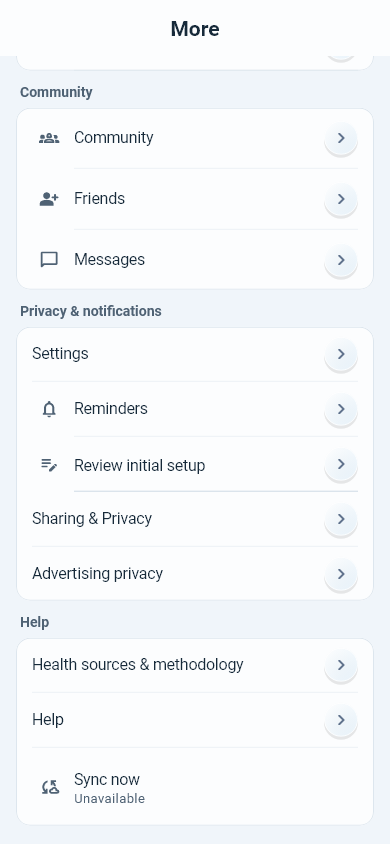 More
Community
Community
Friends
Messages
Privacy & notifications
Settings
Reminders
Review initial setup
Sharing & Privacy
Advertising privacy
Help
Health sources & methodology
Help
Sync now
Unavailable